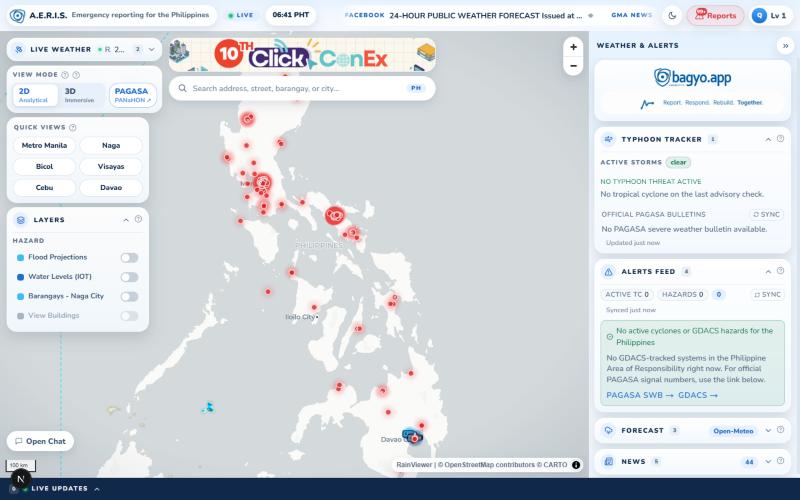 A.E.R.I.S. Emergency reporting for the Philippines
LIVE
06:41 PHT
FACEBOOK 24-HOUR PUBLIC WEATHER FORECAST Issued at ...
GMA NEWS
99+
Reports
Lv 1
LIVE WEATHER R 2... 2
VIEW MODE
2D
Analytical
3D
Immersive
PAGASA
PANaHON ↗
QUICK VIEWS
Metro Manila
Naga
Bicol
Visayas
Cebu
Davao
LAYERS
HAZARD
Flood Projections
Water Levels (IOT)
Barangays - Naga City
View Buildings
Open Chat
100 km
N
LIVE UPDATES
10TH Click ConEx
Search address, street, barangay, or city...
PH
+
−
PHILIPPINES
Iloilo City
Davao
RainViewer | © OpenStreetMap contributors © CARTO
WEATHER & ALERTS
bagyo.app
Report. Respond. Rebuild. Together.
TYPHOON TRACKER 1
ACTIVE STORMS clear
NO TYPHOON THREAT ACTIVE
No tropical cyclone on the last advisory check.
OFFICIAL PAGASA BULLETINS
SYNC
No PAGASA severe weather bulletin available.
Updated just now
ALERTS FEED 4
ACTIVE TC 0
HAZARDS 0
0
SYNC
Synced just now
No active cyclones or GDACS hazards for the
Philippines
No GDACS-tracked systems in the Philippine
Area of Responsibility right now. For official
PAGASA signal numbers, use the link below.
PAGASA SWB → GDACS →
FORECAST 3
Open-Meteo
NEWS 5
44